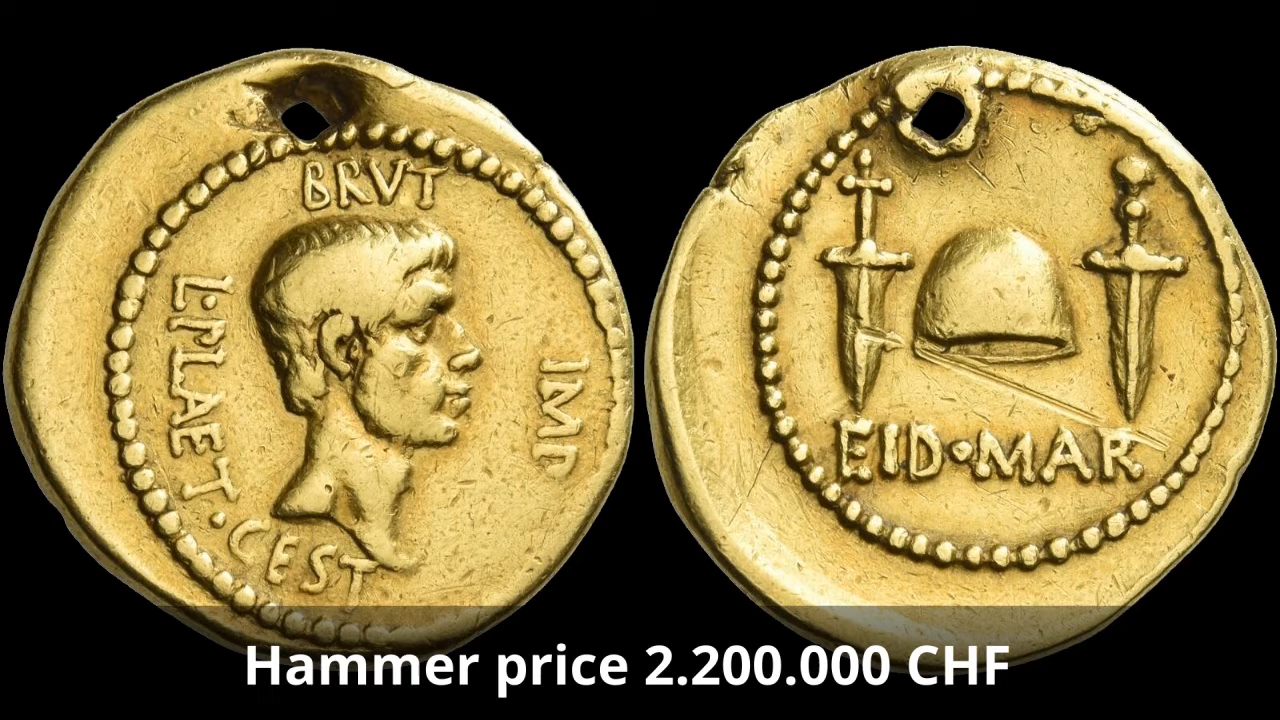 BRVT
IMP
L·PLAET·CEST
EID·MAR
Hammer price 2.200.000 CHF